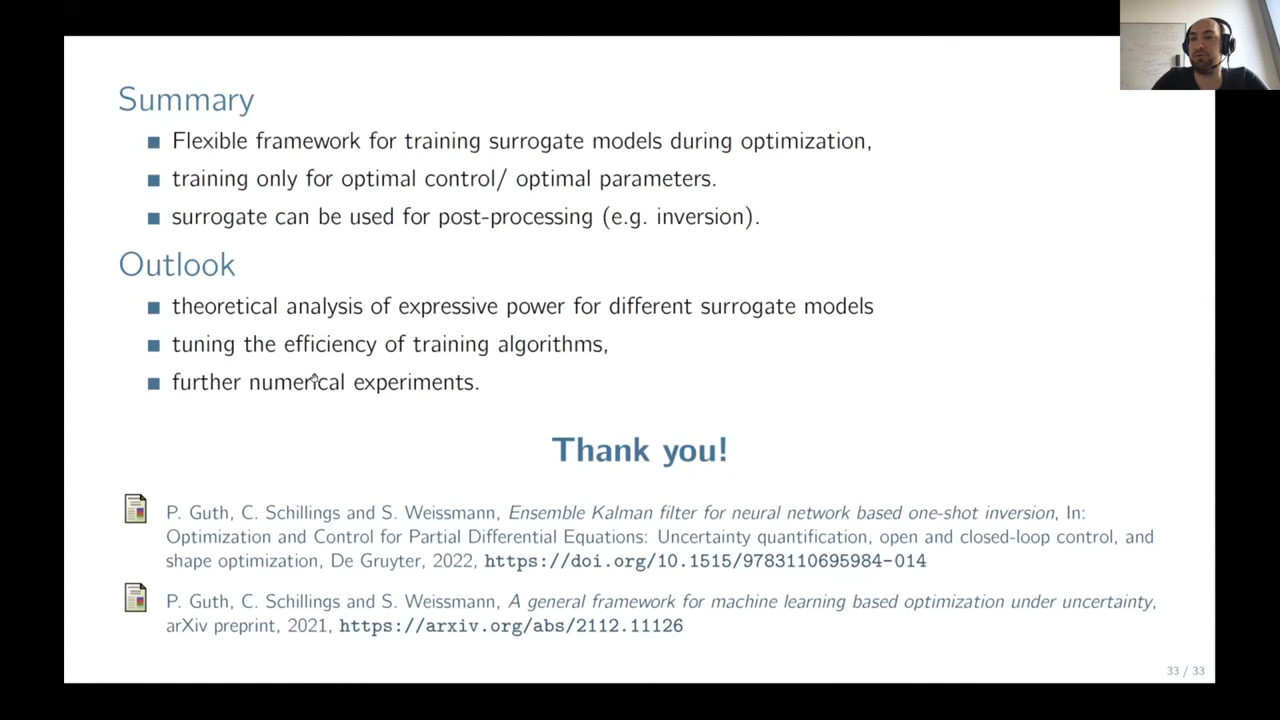 Summary
Flexible framework for training surrogate models during optimization,
training only for optimal control/ optimal parameters.
surrogate can be used for post-processing (e.g. inversion).
Outlook
theoretical analysis of expressive power for different surrogate models
tuning the efficiency of training algorithms,
further numerical experiments.
Thank you!
P. Guth, C. Schillings and S. Weissmann, Ensemble Kalman filter for neural network based one-shot inversion, In:
Optimization and Control for Partial Differential Equations: Uncertainty quantification, open and closed-loop control, and
shape optimization, De Gruyter, 2022, https://doi.org/10.1515/9783110695984-014
P. Guth, C. Schillings and S. Weissmann, A general framework for machine learning based optimization under uncertainty,
arXiv preprint, 2021, https://arxiv.org/abs/2112.11126
33 / 33